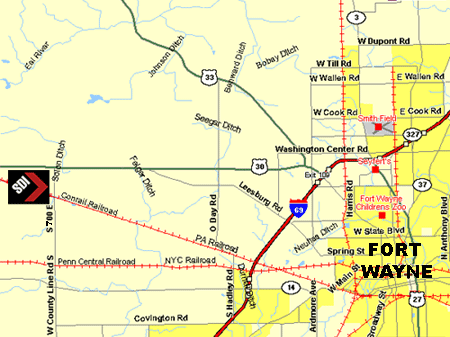 3
W Dupont Rd
Eel River
Johnson Ditch
Benward Ditch
Bobay Ditch
33
W Till Rd
W Wallen Rd
E Wallen Rd
W Cook Rd
E Cook Rd
Smith Field
Seegar Ditch
327
Washington Center Rd
Seyfert's
30
Exit 109
37
SDI
S 700 E
Conrail Railroad
Leesburg Rd
69
Harris Rd
Fort Wayne
Childrens Zoo
N Anthony Blvd
O Day Rd
W State Blvd
Neuhaus Ditch
PA Railroad
Spring St
FORT
WAYNE
Penn Central Railroad
NYC Railroad
W Main St
W County Line Rd S
S Hadley Rd
14
Ardmore Ave
Broadway St
27
Covington Rd